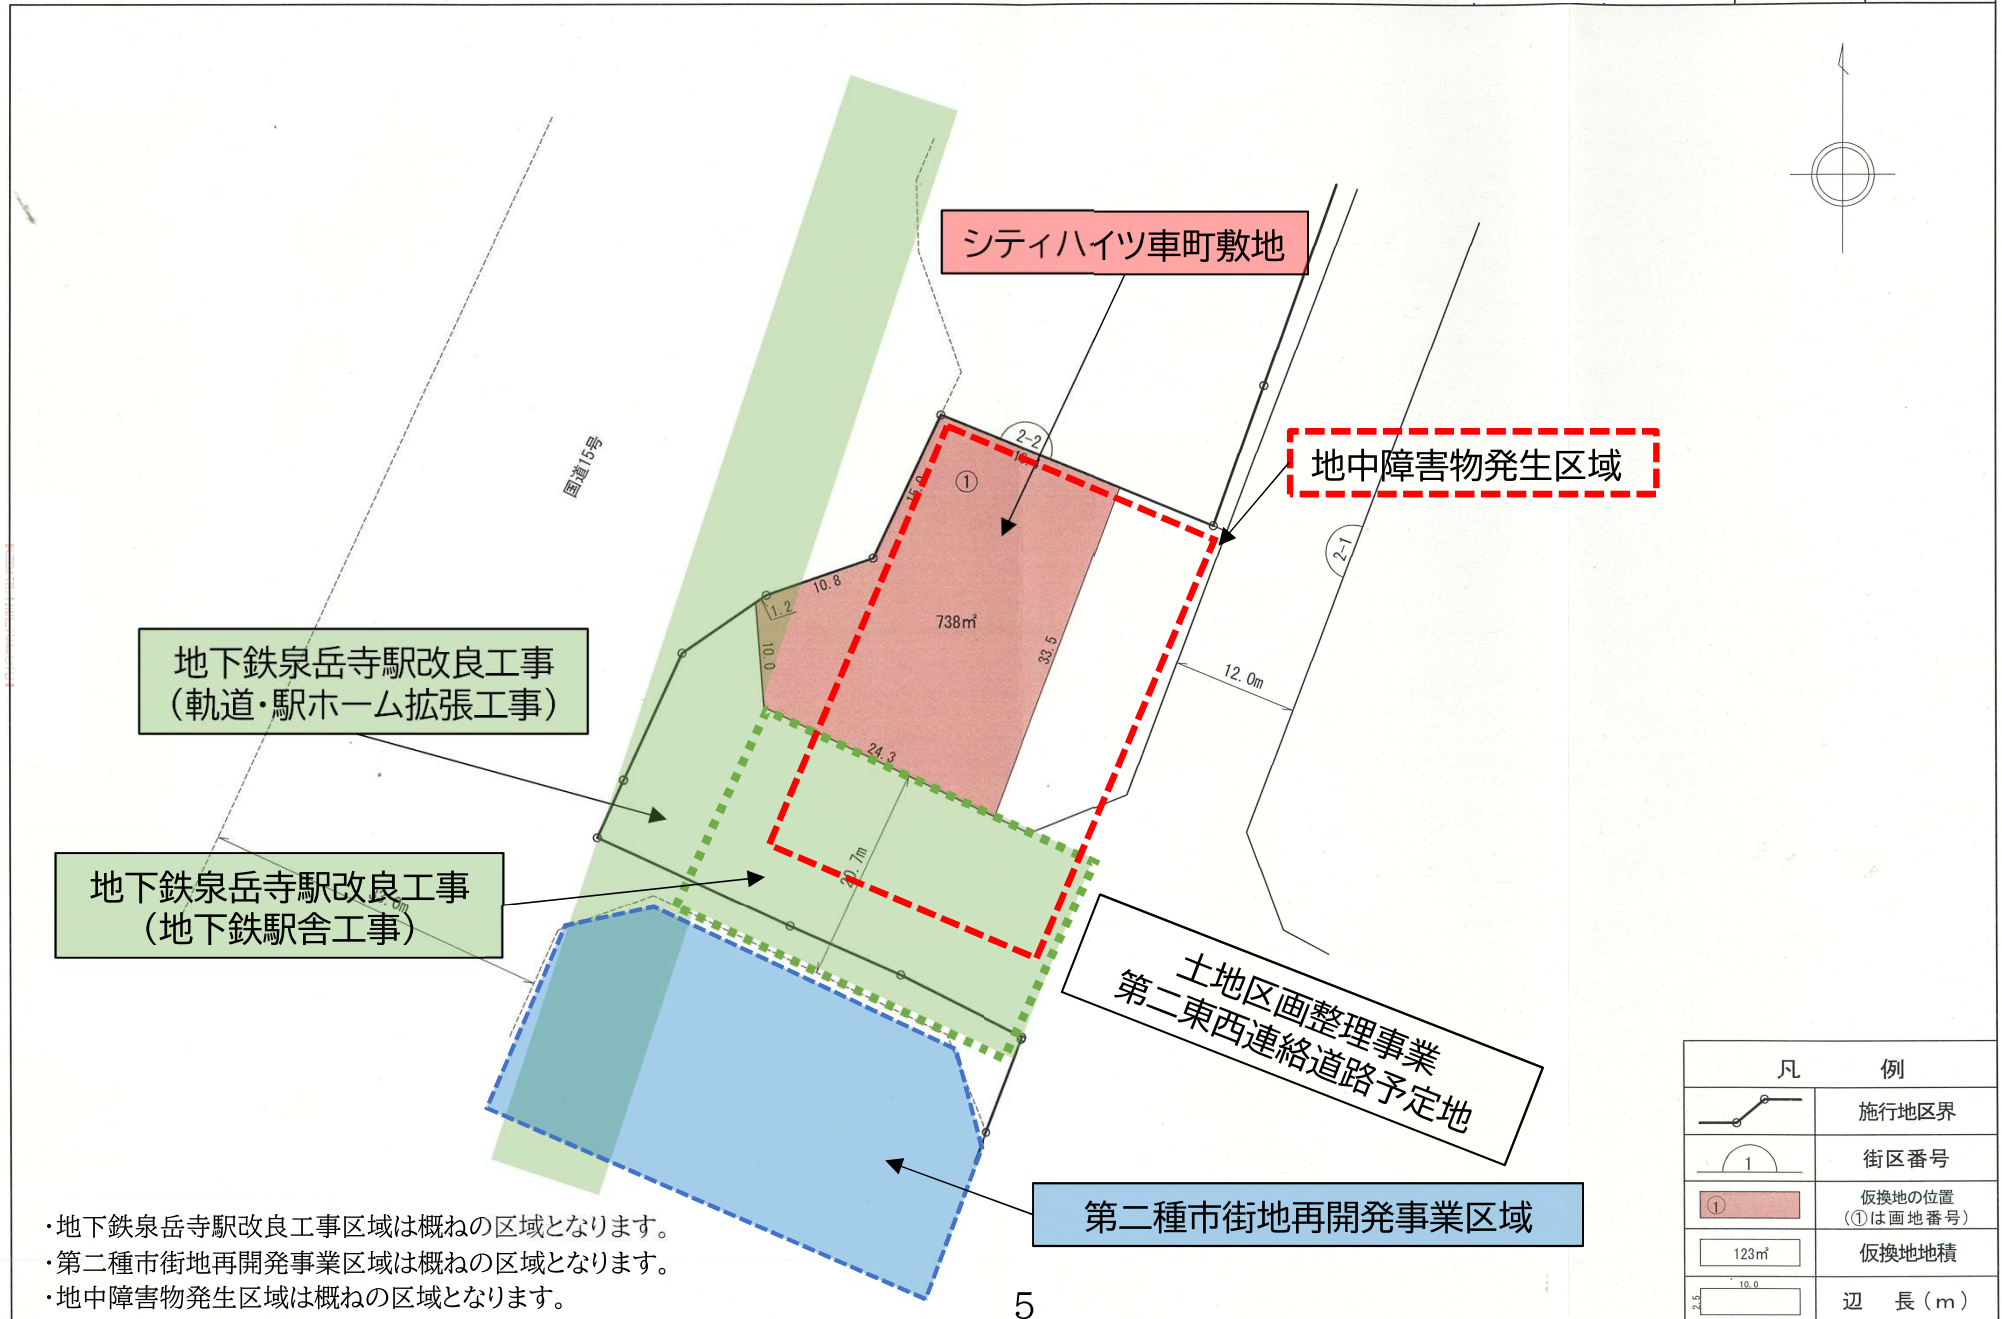 シティハイツ車町敷地
2-2
①
15.0
国道15号
地中障害物発生区域
2-1
10.8
1.2
10.0
738㎡
33.5
12.0m
地下鉄泉岳寺駅改良工事
（軌道・駅ホーム拡張工事）
24.3
20.7m
地下鉄泉岳寺駅改良工事
（地下鉄駅舎工事）
土地区画整理事業
第二東西連絡道路予定地
第二種市街地再開発事業区域
凡　例
施行地区界
1
街区番号
①
仮換地の位置
（①は画地番号）
123㎡
仮換地地積
10.0
2.5
辺　長（ｍ）
・地下鉄泉岳寺駅改良工事区域は概ねの区域となります。
・第二種市街地再開発事業区域は概ねの区域となります。
・地中障害物発生区域は概ねの区域となります。
5